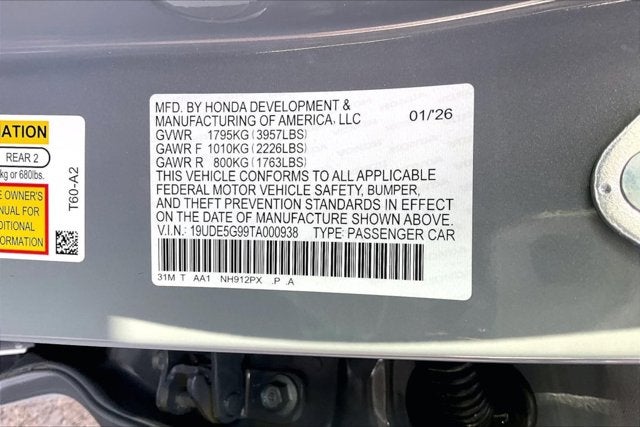 MFD. BY HONDA DEVELOPMENT &
MANUFACTURING OF AMERICA, LLC 01/'26
GVWR 1795KG(3957LBS)
GAWR F 1010KG(2226LBS)
GAWR R 800KG(1763LBS)
THIS VEHICLE CONFORMS TO ALL APPLICABLE
FEDERAL MOTOR VEHICLE SAFETY, BUMPER,
AND THEFT PREVENTION STANDARDS IN EFFECT
ON THE DATE OF MANUFACTURE SHOWN ABOVE.
V.I.N.: 19UDE5G99TA000938 TYPE: PASSENGER CAR
31M T AA1 NH912PX .P .A
MATION
REAR 2
kg or 680lbs.
E OWNER'S
NUAL FOR
DITIONAL
FORMATION
T60-A2